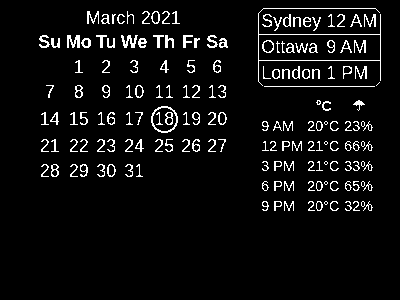 March 2021
Su Mo Tu We Th Fr Sa
1 2 3 4 5 6
7 8 9 10 11 12 13
14 15 16 17 18 19 20
21 22 23 24 25 26 27
28 29 30 31
Sydney 12 AM
Ottawa 9 AM
London 1 PM
°C ☂
9 AM 20°C 23%
12 PM 21°C 66%
3 PM 21°C 33%
6 PM 20°C 65%
9 PM 20°C 32%